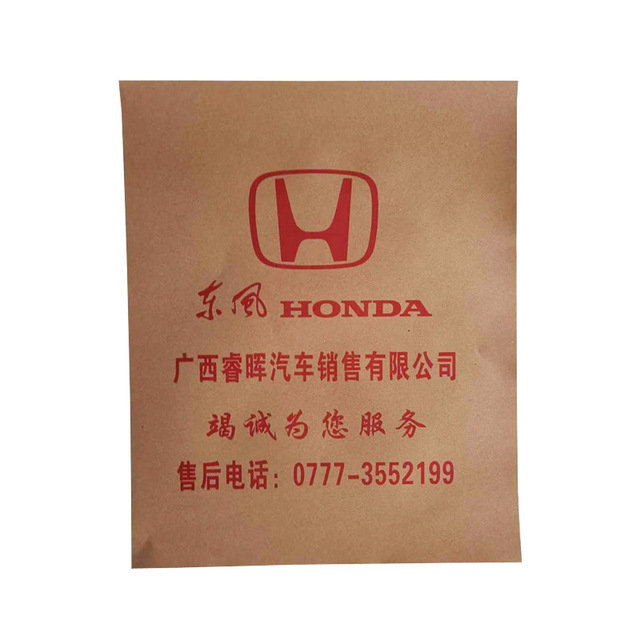 东风 HONDA
广西睿晖汽车销售有限公司
竭诚为您服务
售后电话：0777-3552199